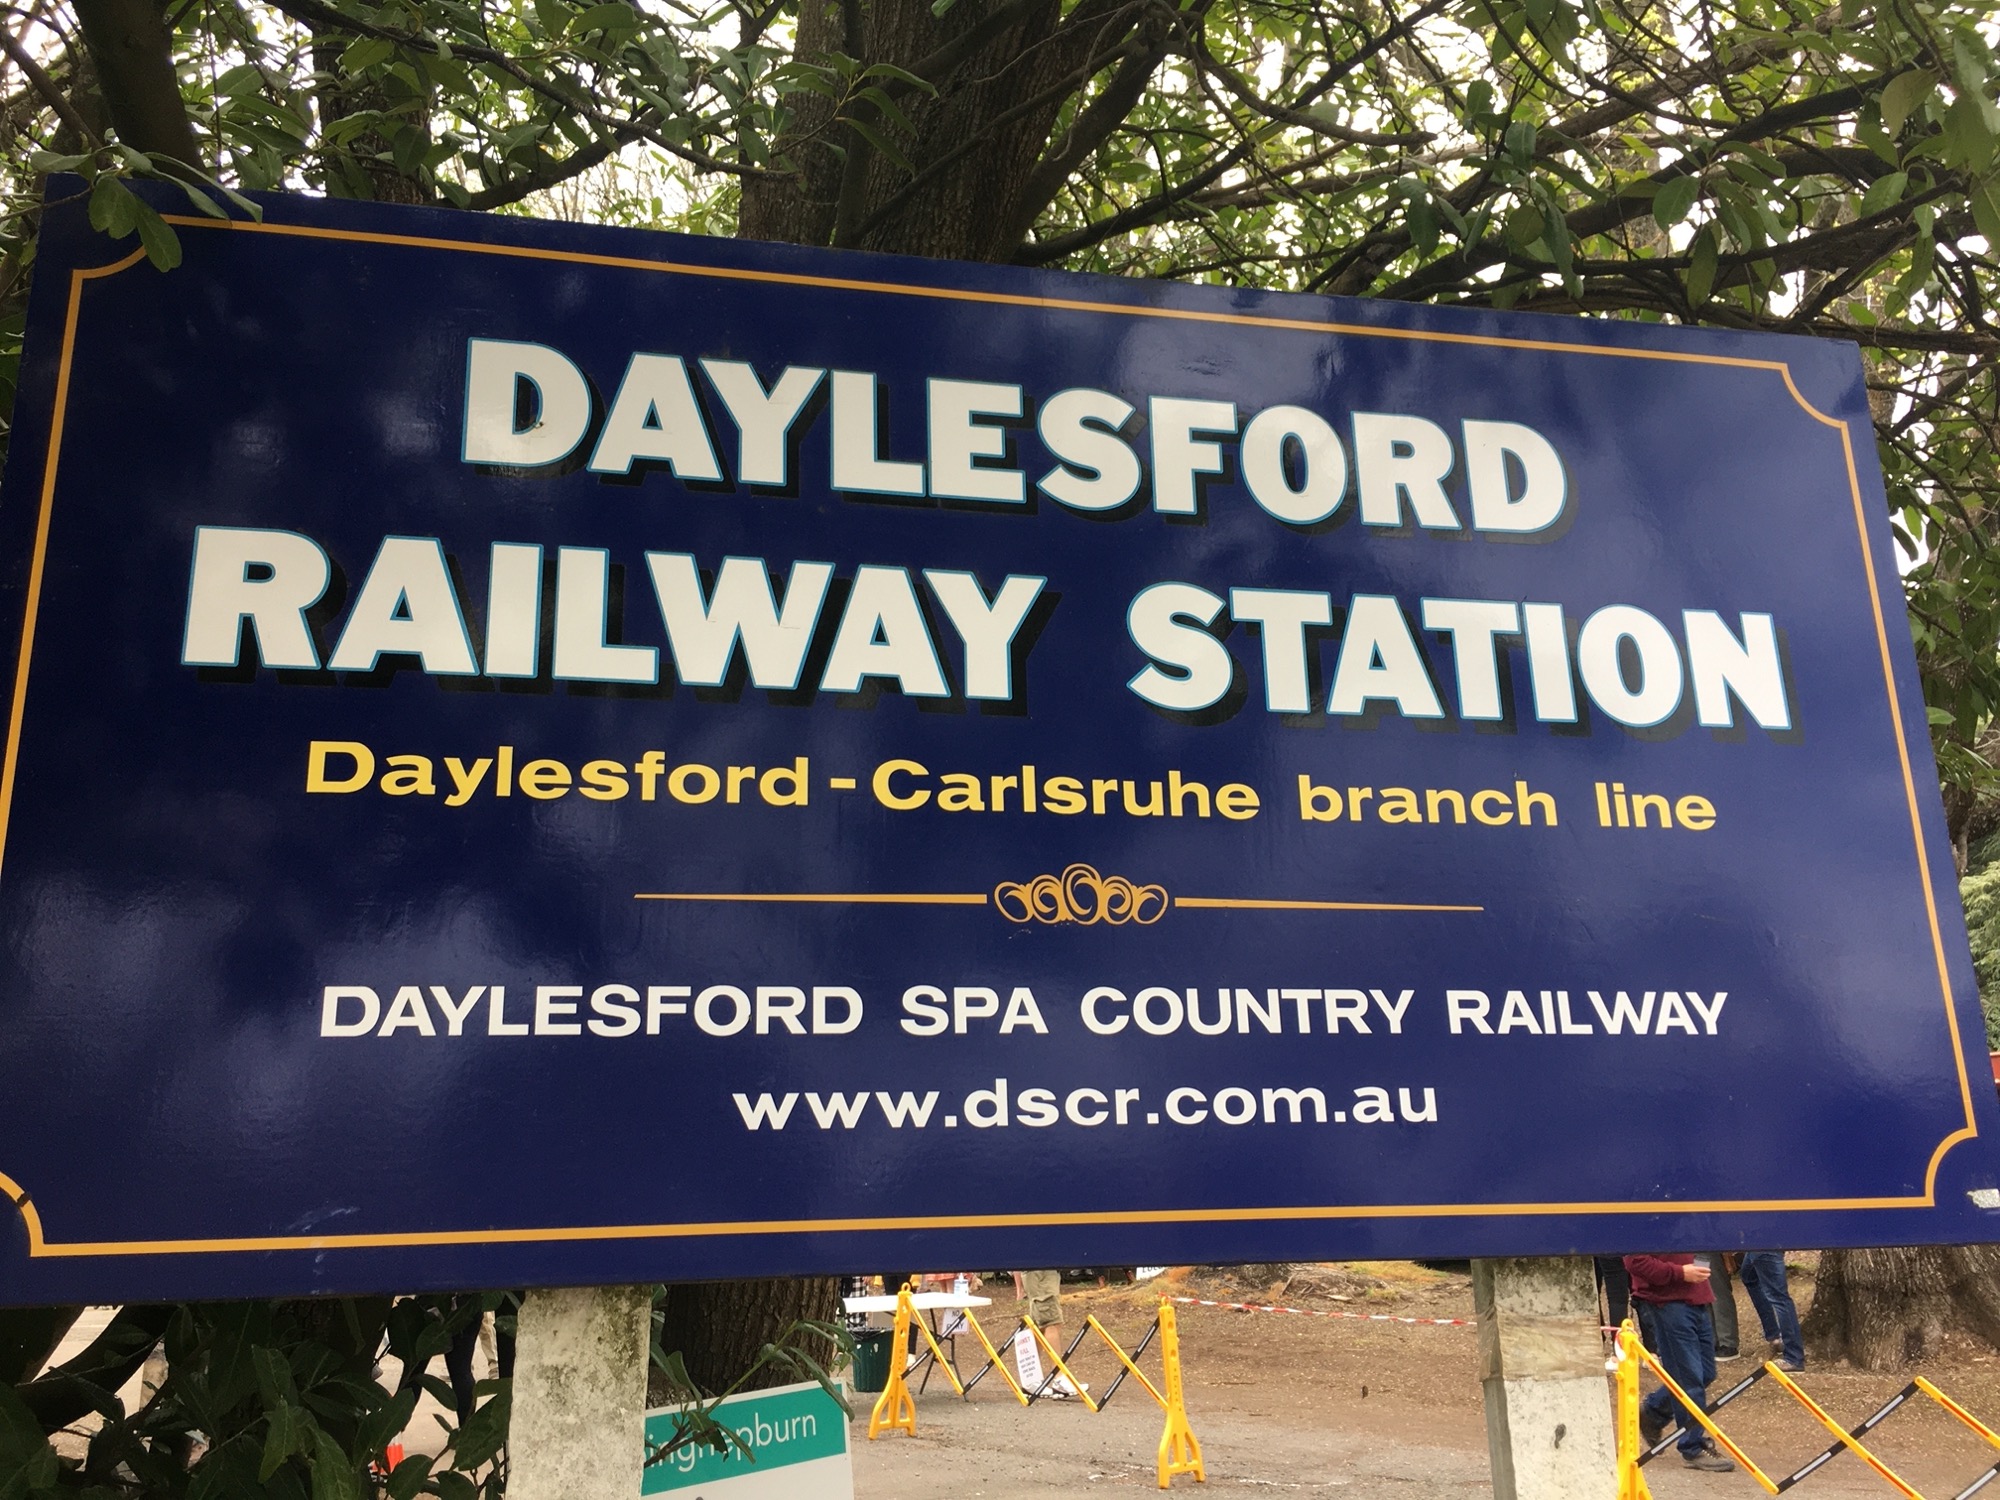 DAYLESFORD
RAILWAY STATION
Daylesford-Carlsruhe branch line
DAYLESFORD SPA COUNTRY RAILWAY
www.dscr.com.au